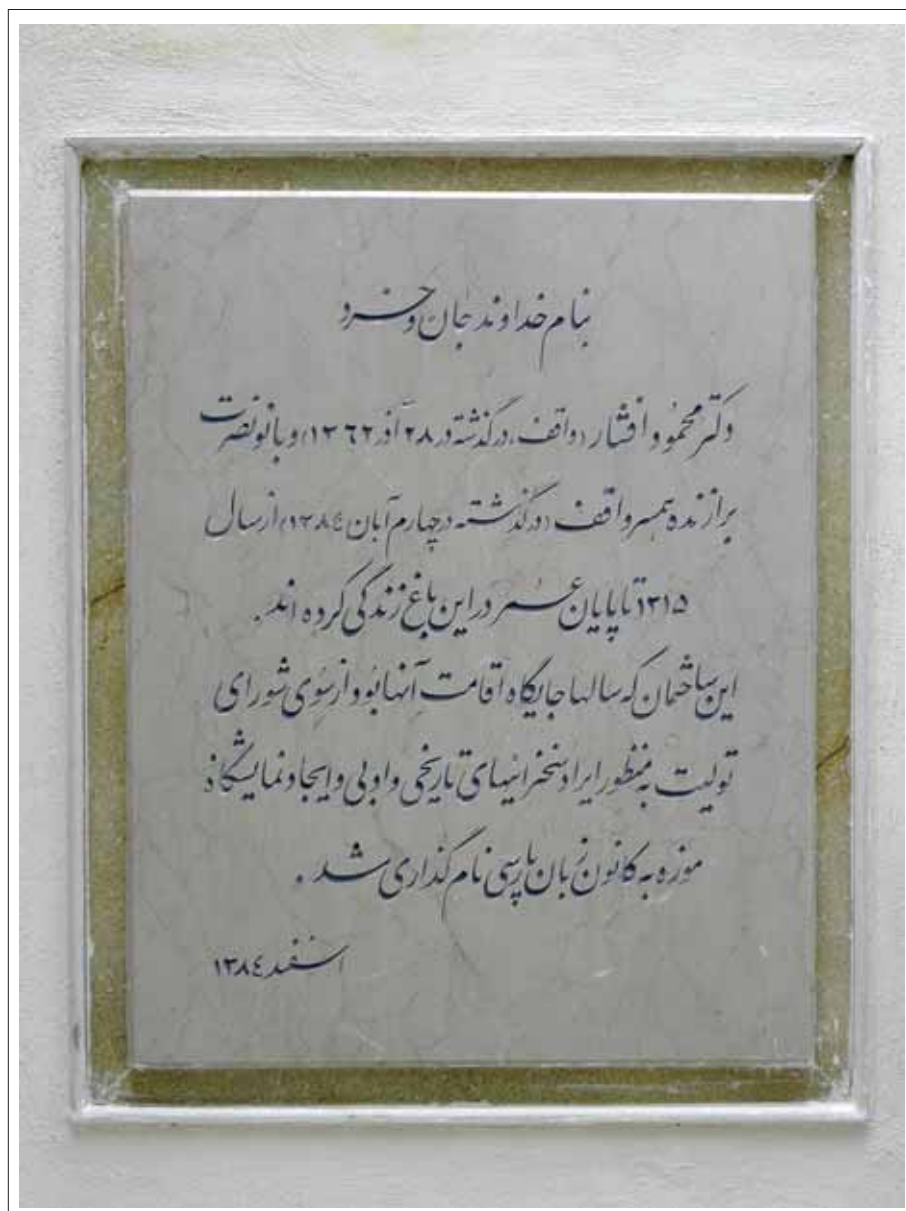 بنام خداوند جان و خرد
دکتر محمود افشار (واقف، درگذشته در ۲۸ آذر ۱۳۶۲) و بانو نصرت
برازنده همسر واقف (درگذشته در چهارم آبان ۱۳۸٤) از سال
۱۳۱۵ تا پایان عمر در این باغ زندگی کرده اند.
این ساختمان که سالها جایگاه اقامت آنها بود از سوی شورای
تولیت به منظور ایراد سخنرانیهای تاریخی و ادبی و ایجاد نمایشگاه
موزه به کانون زبان پارسی نام گذاری شد.
اسفند ۱۳۸٤